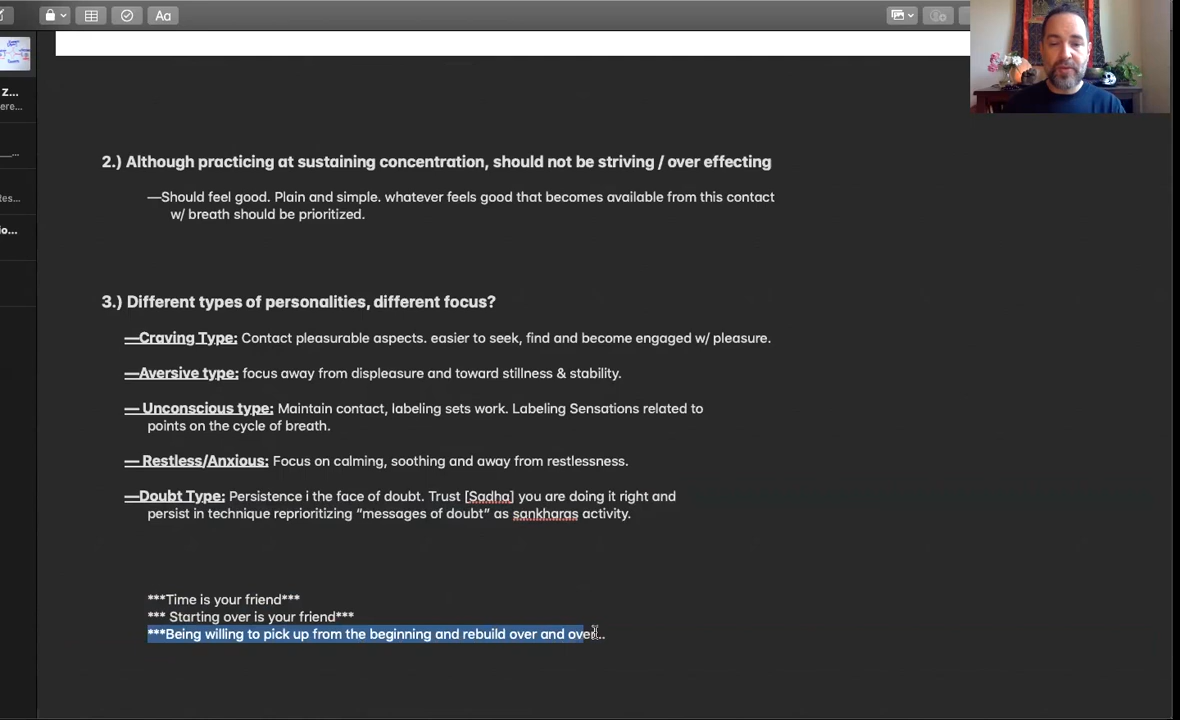 Aa
Z...
ere...
tes...
io...
2.) Although practicing at sustaining concentration, should not be striving / over effecting
—Should feel good. Plain and simple. whatever feels good that becomes available from this contact
w/ breath should be prioritized.
3.) Different types of personalities, different focus?
—Craving Type: Contact pleasurable aspects. easier to seek, find and become engaged w/ pleasure.
—Aversive type: focus away from displeasure and toward stillness & stability.
— Unconscious type: Maintain contact, labeling sets work. Labeling Sensations related to
points on the cycle of breath.
— Restless/Anxious: Focus on calming, soothing and away from restlessness.
—Doubt Type: Persistence i the face of doubt. Trust [Sadha] you are doing it right and
persist in technique reprioritizing “messages of doubt” as sankharas activity.
***Time is your friend***
*** Starting over is your friend***
***Being willing to pick up from the beginning and rebuild over and over...